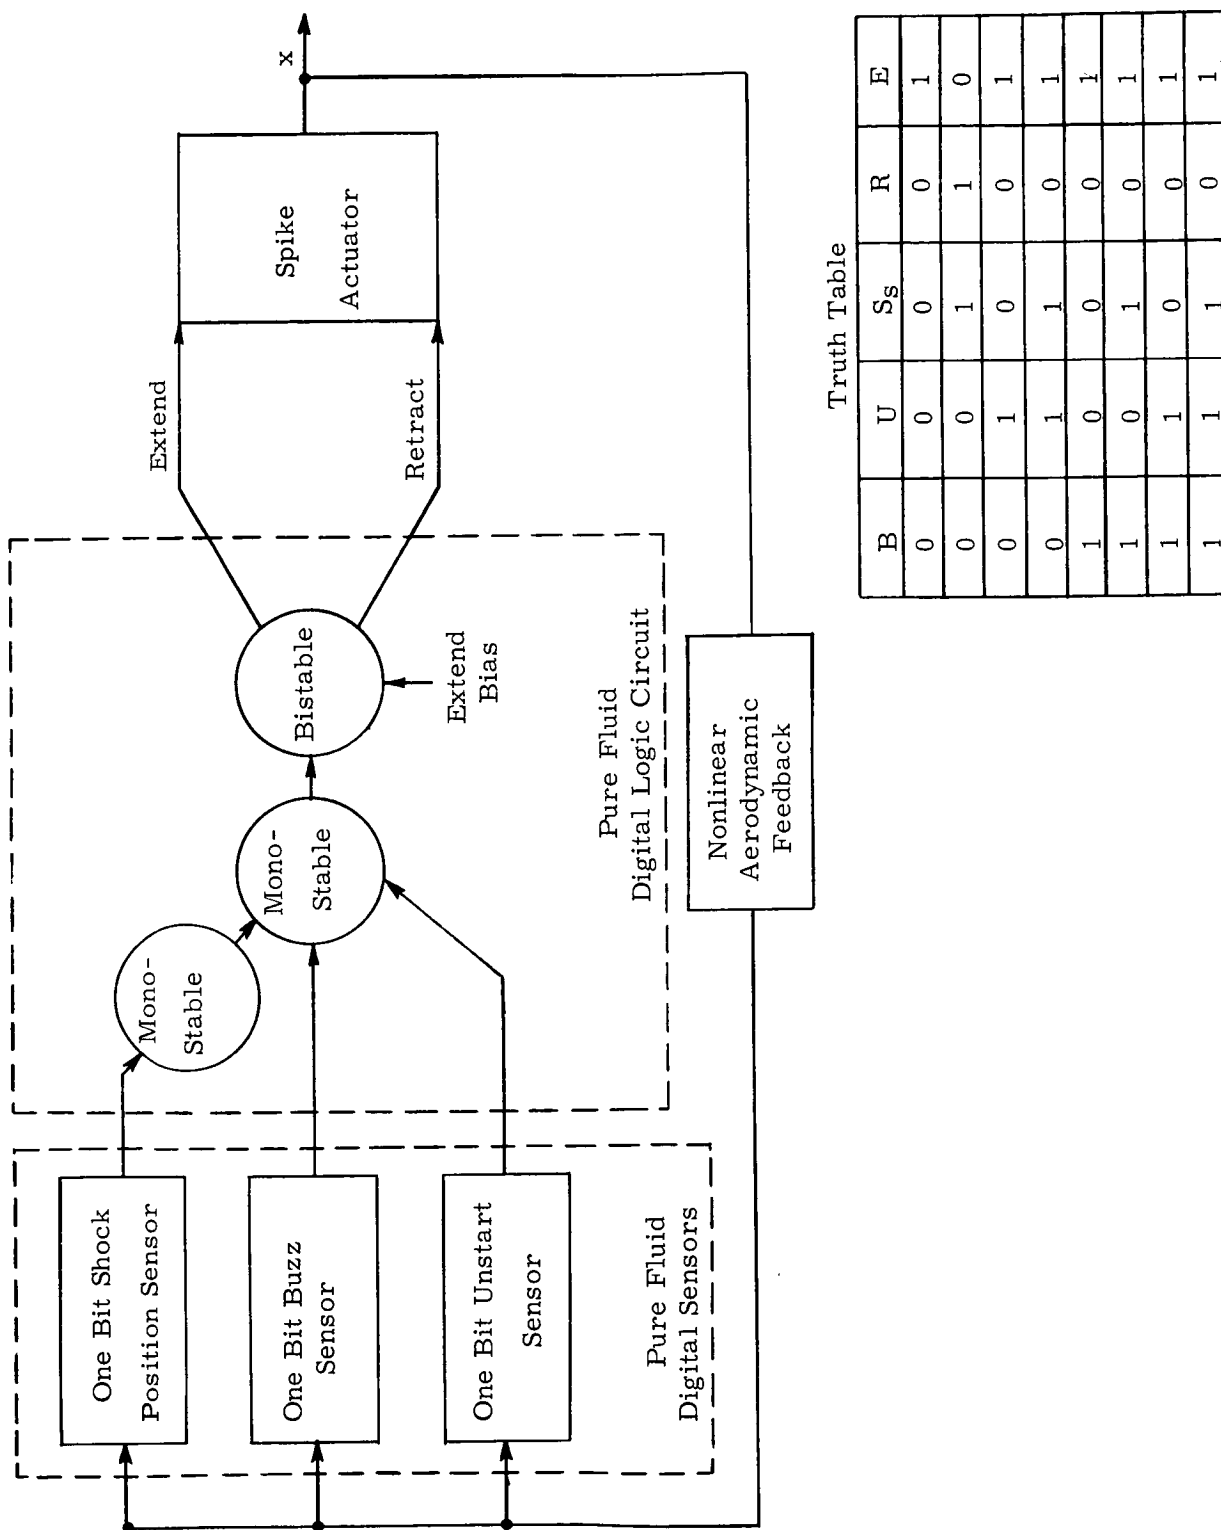 One Bit Shock
Position Sensor
One Bit Buzz
Sensor
One Bit Unstart
Sensor
Pure Fluid
Digital Sensors
Mono-
Stable
Mono-
Stable
Bistable
Extend
Bias
Pure Fluid
Digital Logic Circuit
Extend
Retract
Spike
Actuator
x
Nonlinear
Aerodynamic
Feedback
Truth Table
B U Ss R E
0 0 0 0 1
0 0 1 1 0
0 1 0 0 1
0 1 1 0 1
1 0 0 0 1
1 0 1 0 1
1 1 0 0 1
1 1 1 0 1